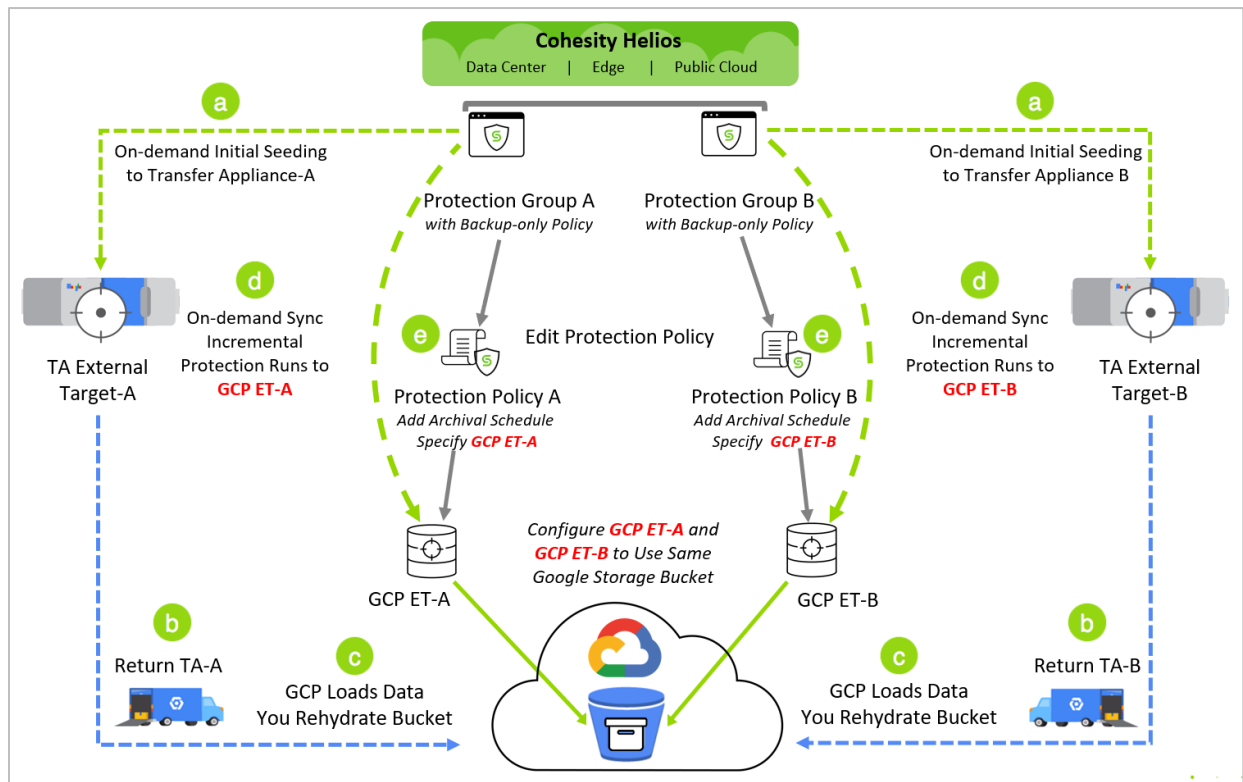 Cohesity Helios
Data Center | Edge | Public Cloud
a
a
On-demand Initial Seeding
to Transfer Appliance-A
On-demand Initial Seeding
to Transfer Appliance B
Protection Group A
with Backup-only Policy
Protection Group B
with Backup-only Policy
d
On-demand Sync
Incremental
Protection Runs to
GCP ET-A
d
On-demand Sync
Incremental
Protection Runs to
GCP ET-B
TA External
Target-A
TA External
Target-B
e
Edit Protection Policy
e
Protection Policy A
Add Archival Schedule
Specify GCP ET-A
Protection Policy B
Add Archival Schedule
Specify GCP ET-B
Configure GCP ET-A and
GCP ET-B to Use Same
Google Storage Bucket
GCP ET-A
GCP ET-B
b
Return TA-A
c
GCP Loads Data
You Rehydrate Bucket
c
GCP Loads Data
You Rehydrate Bucket
b
Return TA-B